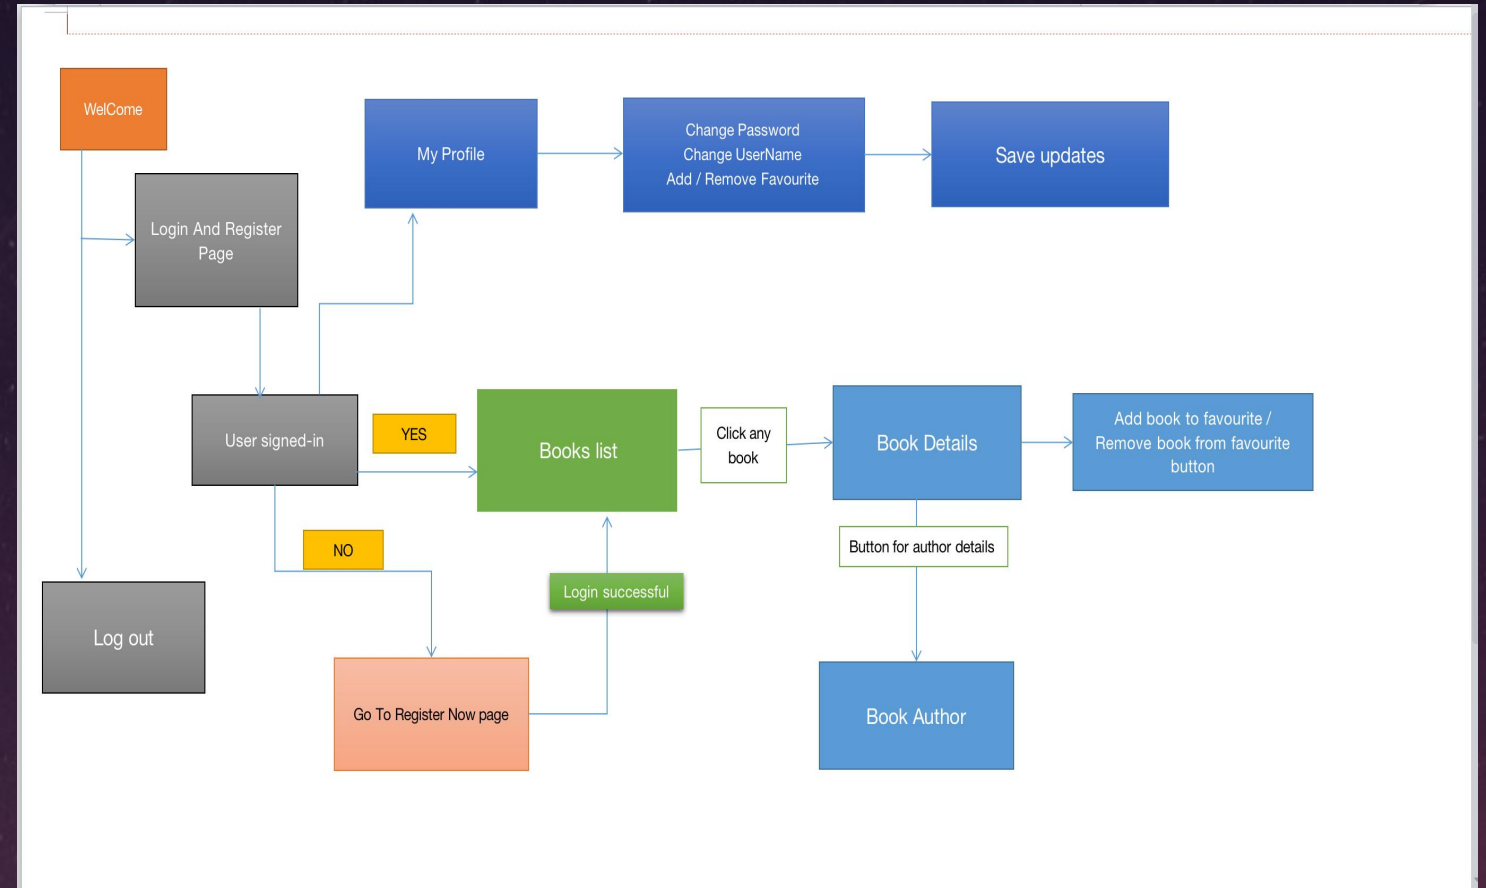 WelCome
Login And Register
Page
My Profile
Change Password
Change UserName
Add / Remove Favourite
Save updates
User signed-in
YES
Books list
Click any
book
Book Details
Add book to favourite /
Remove book from favourite
button
NO
Login successful
Button for author details
Log out
Go To Register Now page
Book Author